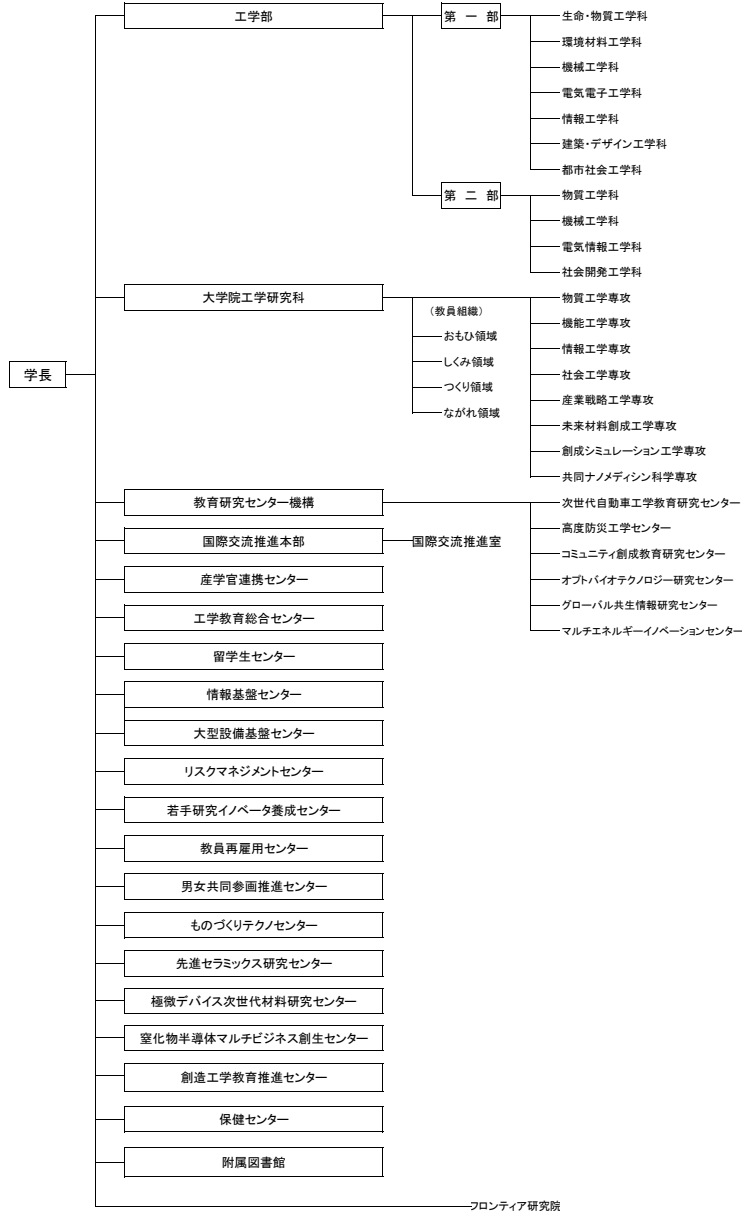 学長
工学部
第一部
生命・物質工学科
環境材料工学科
機械工学科
電気電子工学科
情報工学科
建築・デザイン工学科
都市社会工学科
第二部
物質工学科
機械工学科
電気情報工学科
社会開発工学科
大学院工学研究科
（教員組織）
おもひ領域
しくみ領域
つくり領域
ながれ領域
物質工学専攻
機能工学専攻
情報工学専攻
社会工学専攻
産業戦略工学専攻
未来材料創成工学専攻
創成シミュレーション工学専攻
共同ナノメディシン科学専攻
教育研究センター機構
次世代自動車工学教育研究センター
高度防災工学センター
コミュニティ創成教育研究センター
オプトバイオテクノロジー研究センター
グローバル共生情報研究センター
マルチエネルギーイノベーションセンター
国際交流推進本部
国際交流推進室
産学官連携センター
工学教育総合センター
留学生センター
情報基盤センター
大型設備基盤センター
リスクマネジメントセンター
若手研究イノベータ養成センター
教員再雇用センター
男女共同参画推進センター
ものづくりテクノセンター
先進セラミックス研究センター
極微デバイス次世代材料研究センター
窒化物半導体マルチビジネス創生センター
創造工学教育推進センター
保健センター
附属図書館
フロンティア研究院